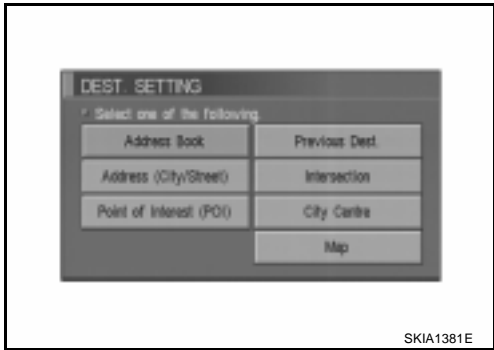 DEST. SETTING
Select one of the following.
Address Book
Previous Dest.
Address (City/Street)
Intersection
Point of Interest (POI)
City Centre
Map
SKIA1381E